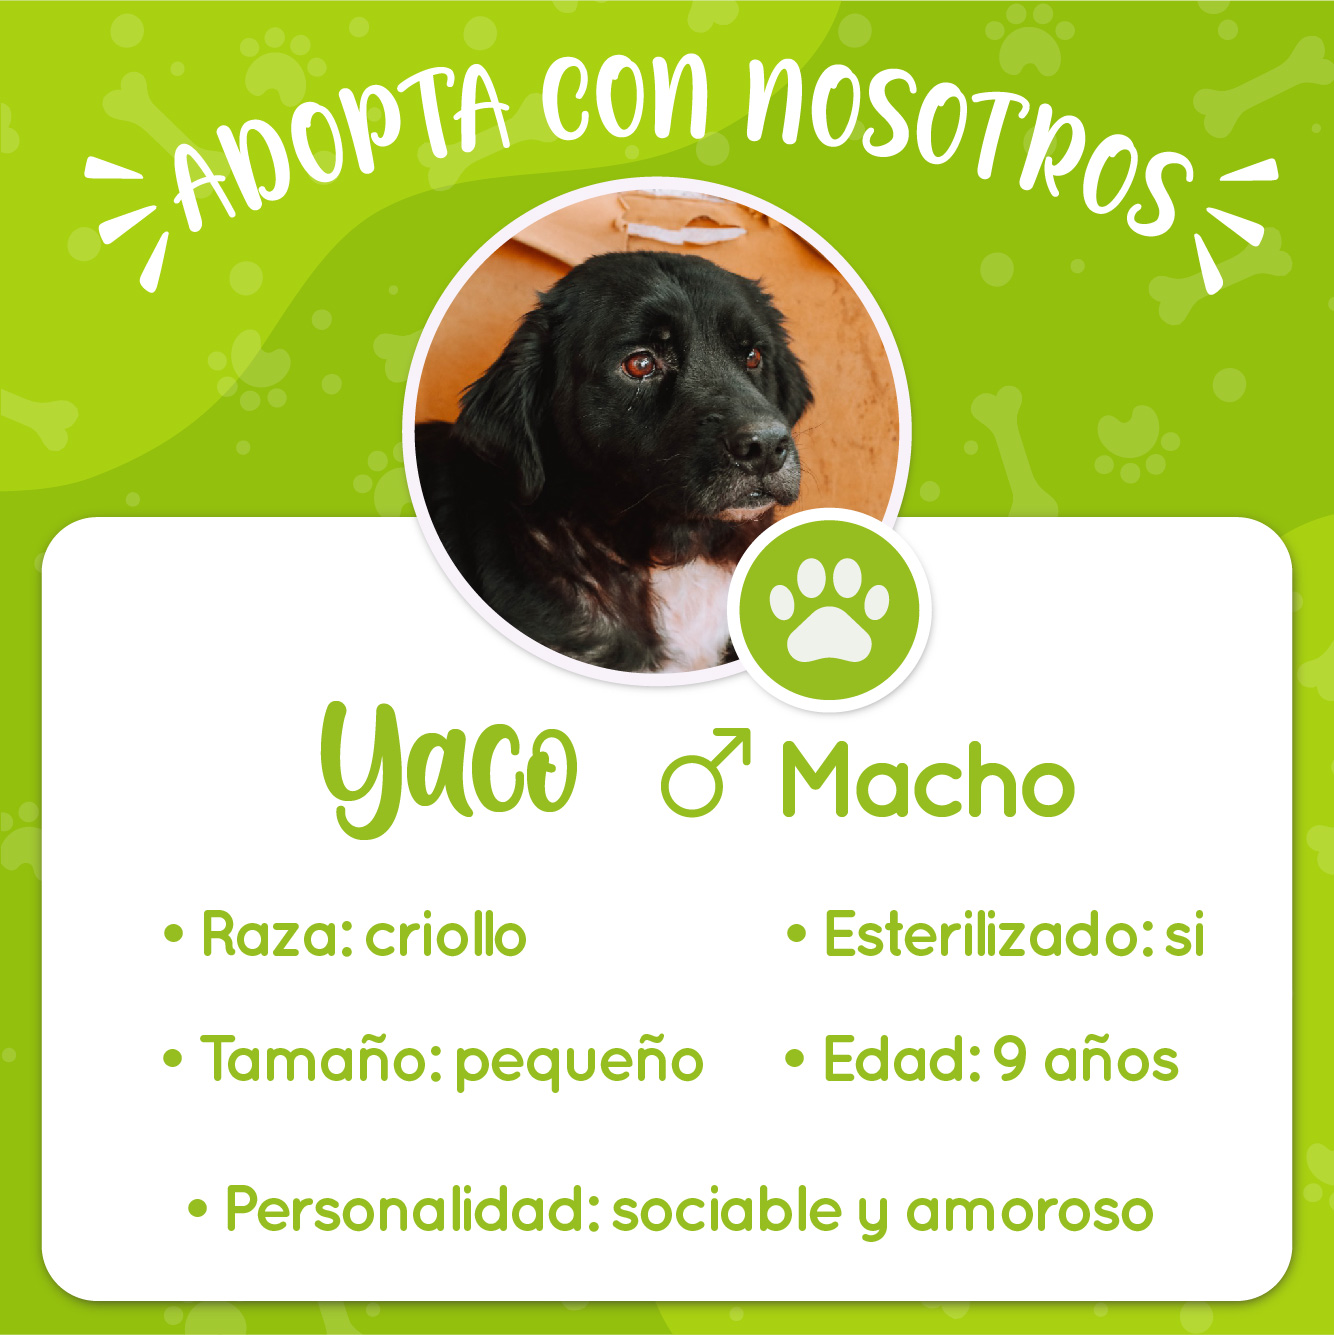 ADOPTA CON NOSOTROS
Yaco ♂ Macho
• Raza: criollo
• Esterilizado: si
• Tamaño: pequeño
• Edad: 9 años
• Personalidad: sociable y amoroso